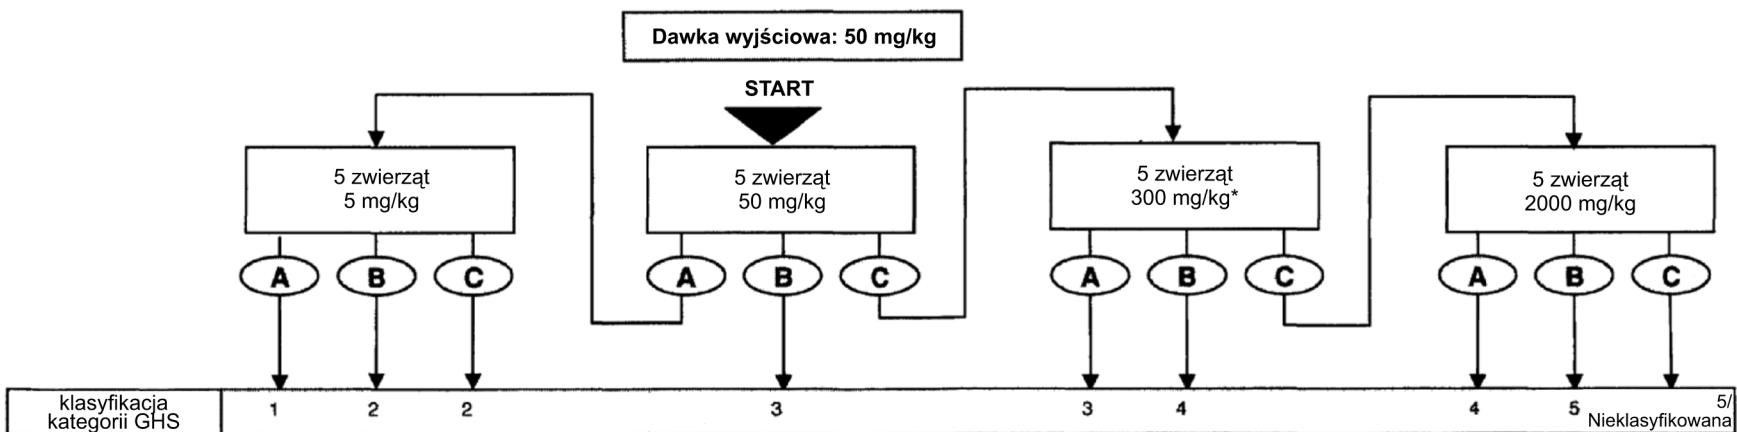 Dawka wyjściowa: 50 mg/kg
START
5 zwierząt
5 mg/kg
5 zwierząt
50 mg/kg
5 zwierząt
300 mg/kg*
5 zwierząt
2000 mg/kg
A B C A B C A B C A B C
klasyfikacja
kategorii GHS
1 2 2 3 3 4 4 5 5/
Nieklasyfikowana